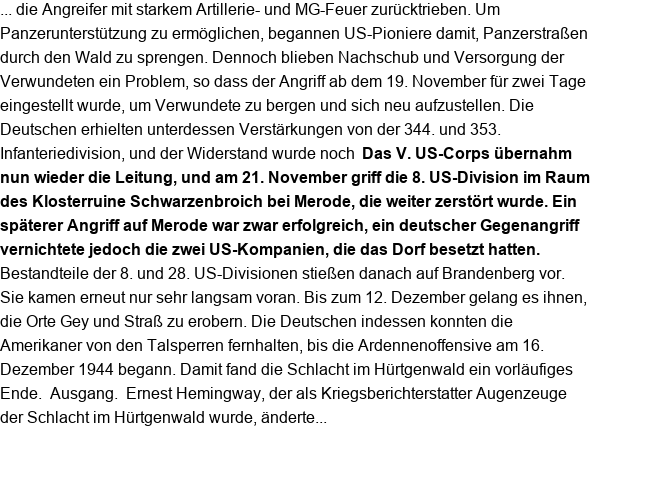 ... die Angreifer mit starkem Artillerie- und MG-Feuer zurücktrieben. Um
Panzerunterstützung zu ermöglichen, begannen US-Pioniere damit, Panzerstraßen
durch den Wald zu sprengen. Dennoch blieben Nachschub und Versorgung der
Verwundeten ein Problem, so dass der Angriff ab dem 19. November für zwei Tage
eingestellt wurde, um Verwundete zu bergen und sich neu aufzustellen. Die
Deutschen erhielten unterdessen Verstärkungen von der 344. und 353.
Infanteriedivision, und der Widerstand wurde noch  Das V. US-Corps übernahm
nun wieder die Leitung, und am 21. November griff die 8. US-Division im Raum
des Klosterruine Schwarzenbroich bei Merode, die weiter zerstört wurde. Ein
späterer Angriff auf Merode war zwar erfolgreich, ein deutscher Gegenangriff
vernichtete jedoch die zwei US-Kompanien, die das Dorf besetzt hatten.
Bestandteile der 8. und 28. US-Divisionen stießen danach auf Brandenberg vor.
Sie kamen erneut nur sehr langsam voran. Bis zum 12. Dezember gelang es ihnen,
die Orte Gey und Straß zu erobern. Die Deutschen indessen konnten die
Amerikaner von den Talsperren fernhalten, bis die Ardennenoffensive am 16.
Dezember 1944 begann. Damit fand die Schlacht im Hürtgenwald ein vorläufiges
Ende.  Ausgang.  Ernest Hemingway, der als Kriegsberichterstatter Augenzeuge
der Schlacht im Hürtgenwald wurde, änderte...